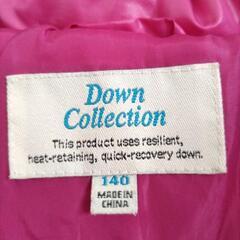 Down
Collection
This product uses resilient,
heat-retaining, quick-recovery down.
140
MADE IN
CHINA